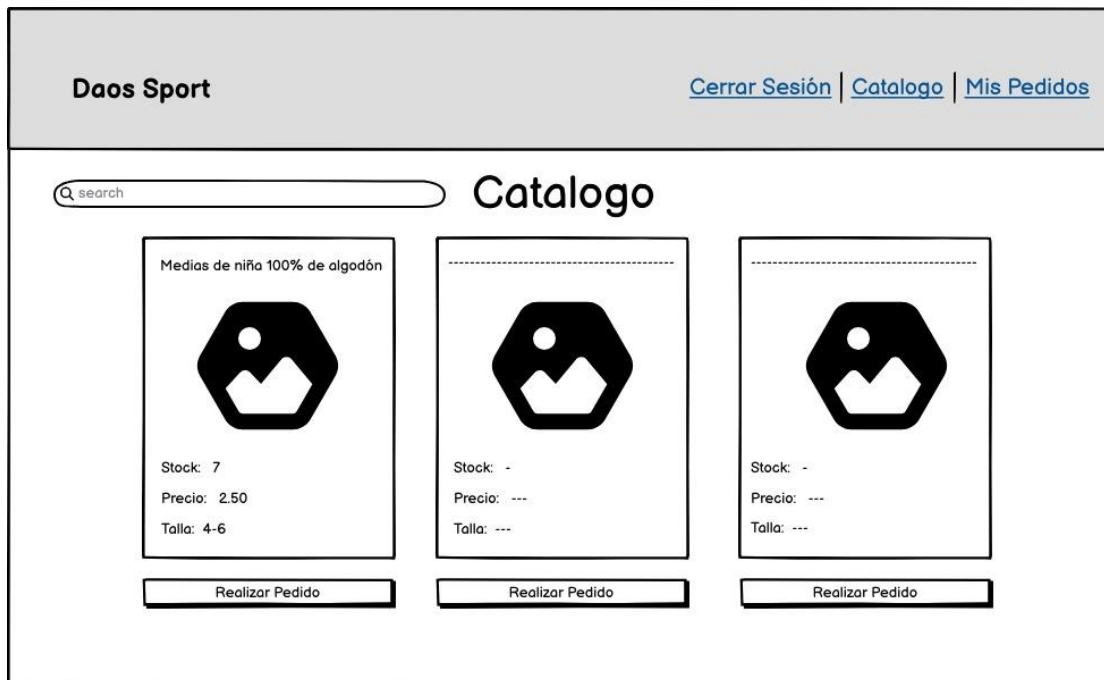 Daos Sport
Cerrar Sesión | Catalogo | Mis Pedidos
search
Catalogo
Medias de niña 100% de algodón
Stock: 7
Precio: 2.50
Talla: 4-6
Realizar Pedido
--------------------------------------
Stock: -
Precio: ---
Talla: ---
Realizar Pedido
--------------------------------------
Stock: -
Precio: ---
Talla: ---
Realizar Pedido